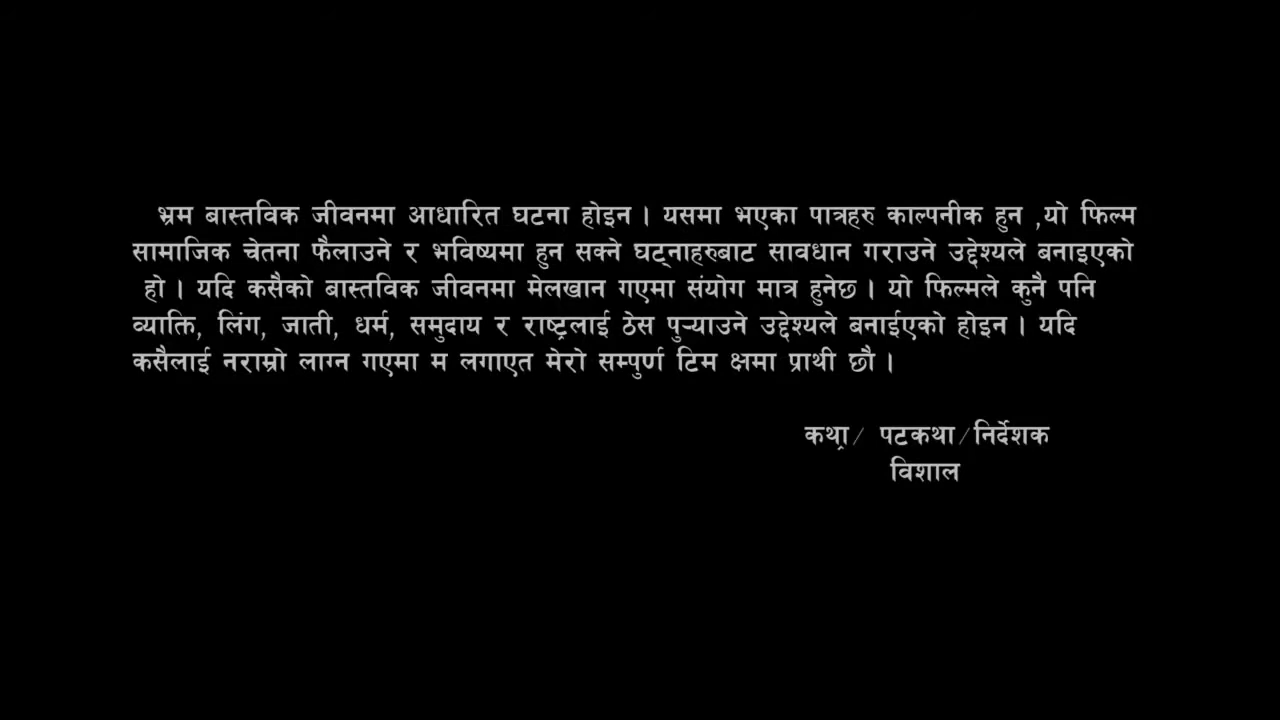 भ्रम बास्तविक जीवनमा आधारित घटना होइन । यसमा भएका पात्रहरु काल्पनीक हुन ,यो फिल्म
सामाजिक चेतना फैलाउने र भविष्यमा हुन सक्ने घट्नाहरुबाट सावधान गराउने उद्देश्यले बनाइएको
हो । यदि कसैको बास्तविक जीवनमा मेलखान गएमा संयोग मात्र हुनेछ । यो फिल्मले कुनै पनि
व्याक्ति, लिंग, जाती, धर्म, समुदाय र राष्ट्रलाई ठेस पुर्‍याउने उद्देश्यले बनाईएको होइन । यदि
कसैलाई नराम्रो लाग्न गएमा म लगाएत मेरो सम्पुर्ण टिम क्षमा प्राथी छौ ।
कथा्र/ पटकथा/निर्देशक
विशाल